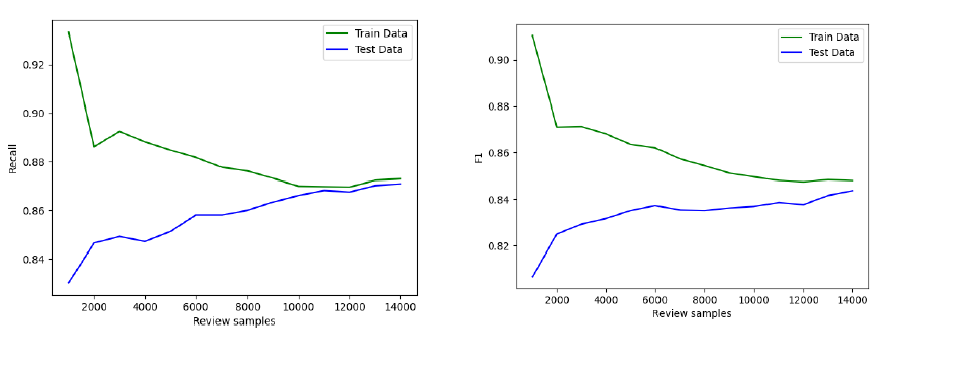 Train Data
Test Data
0.92
0.90
0.88
0.86
0.84
Recall
2000 4000 6000 8000 10000 12000 14000
Review samples
Train Data
Test Data
0.90
0.88
0.86
0.84
0.82
F1
2000 4000 6000 8000 10000 12000 14000
Review samples